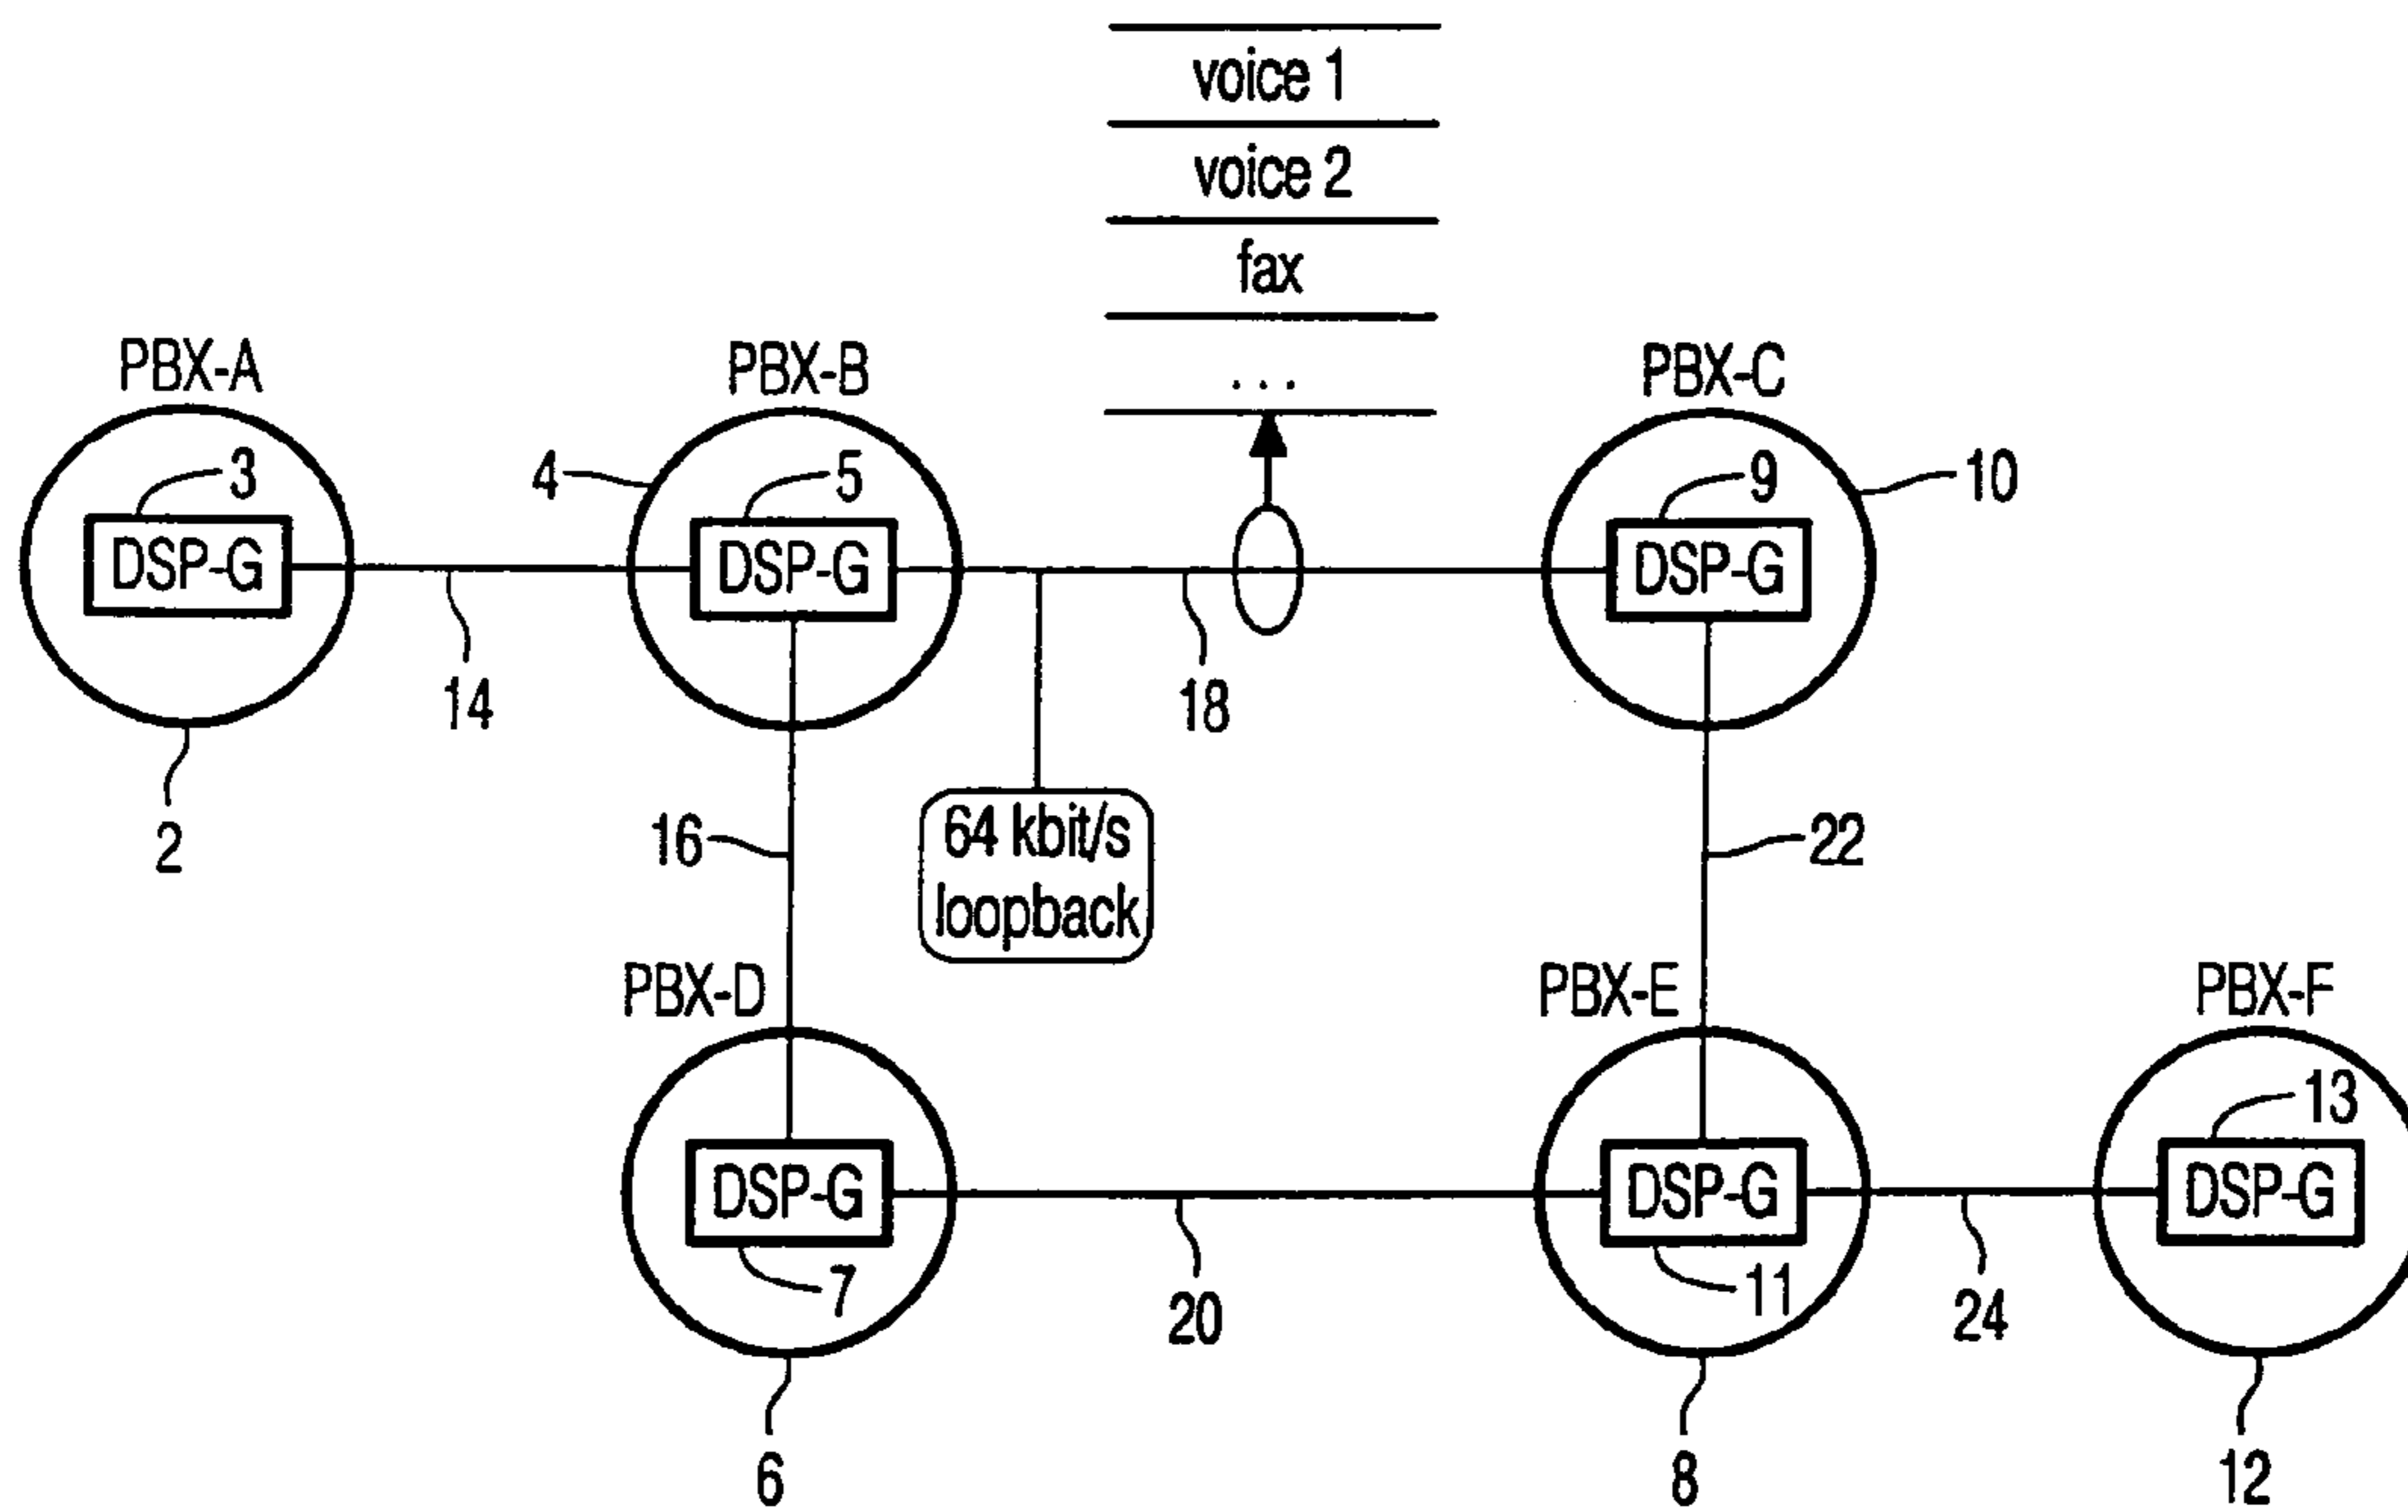 voice 1
voice 2
fax
...
PBX-A
PBX-B
PBX-C
3
4
5
9
10
DSP-G
DSP-G
DSP-G
14
18
2
16
64 kbit/s
loopback
22
PBX-D
PBX-E
PBX-F
13
DSP-G
DSP-G
DSP-G
7
20
11
24
6
8
12